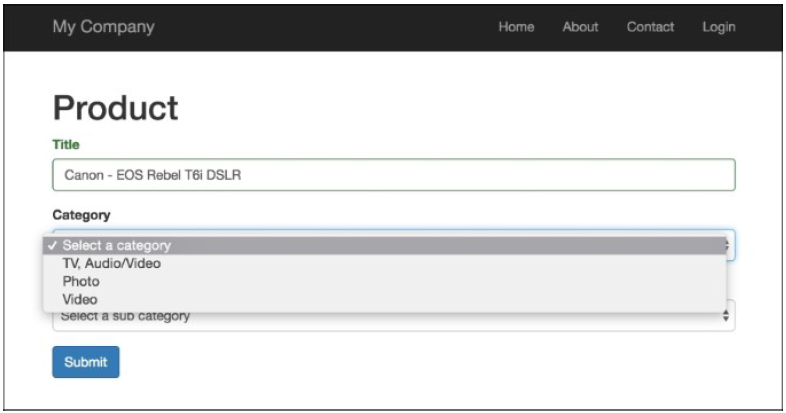 My Company Home About Contact Login
Product
Title
Canon - EOS Rebel T6i DSLR
Category
✓ Select a category
TV, Audio/Video
Photo
Video
Select a sub category
Submit